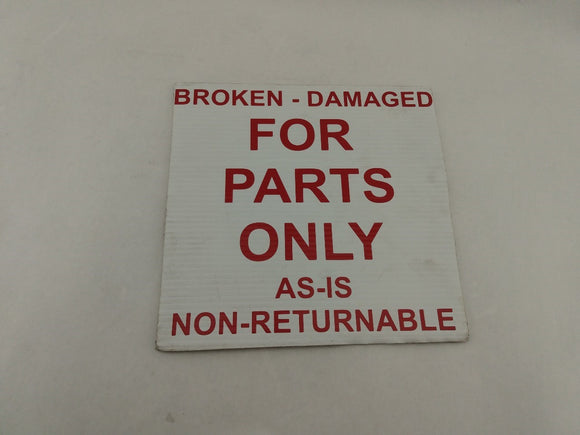 BROKEN - DAMAGED
FOR
PARTS
ONLY
AS-IS
NON-RETURNABLE